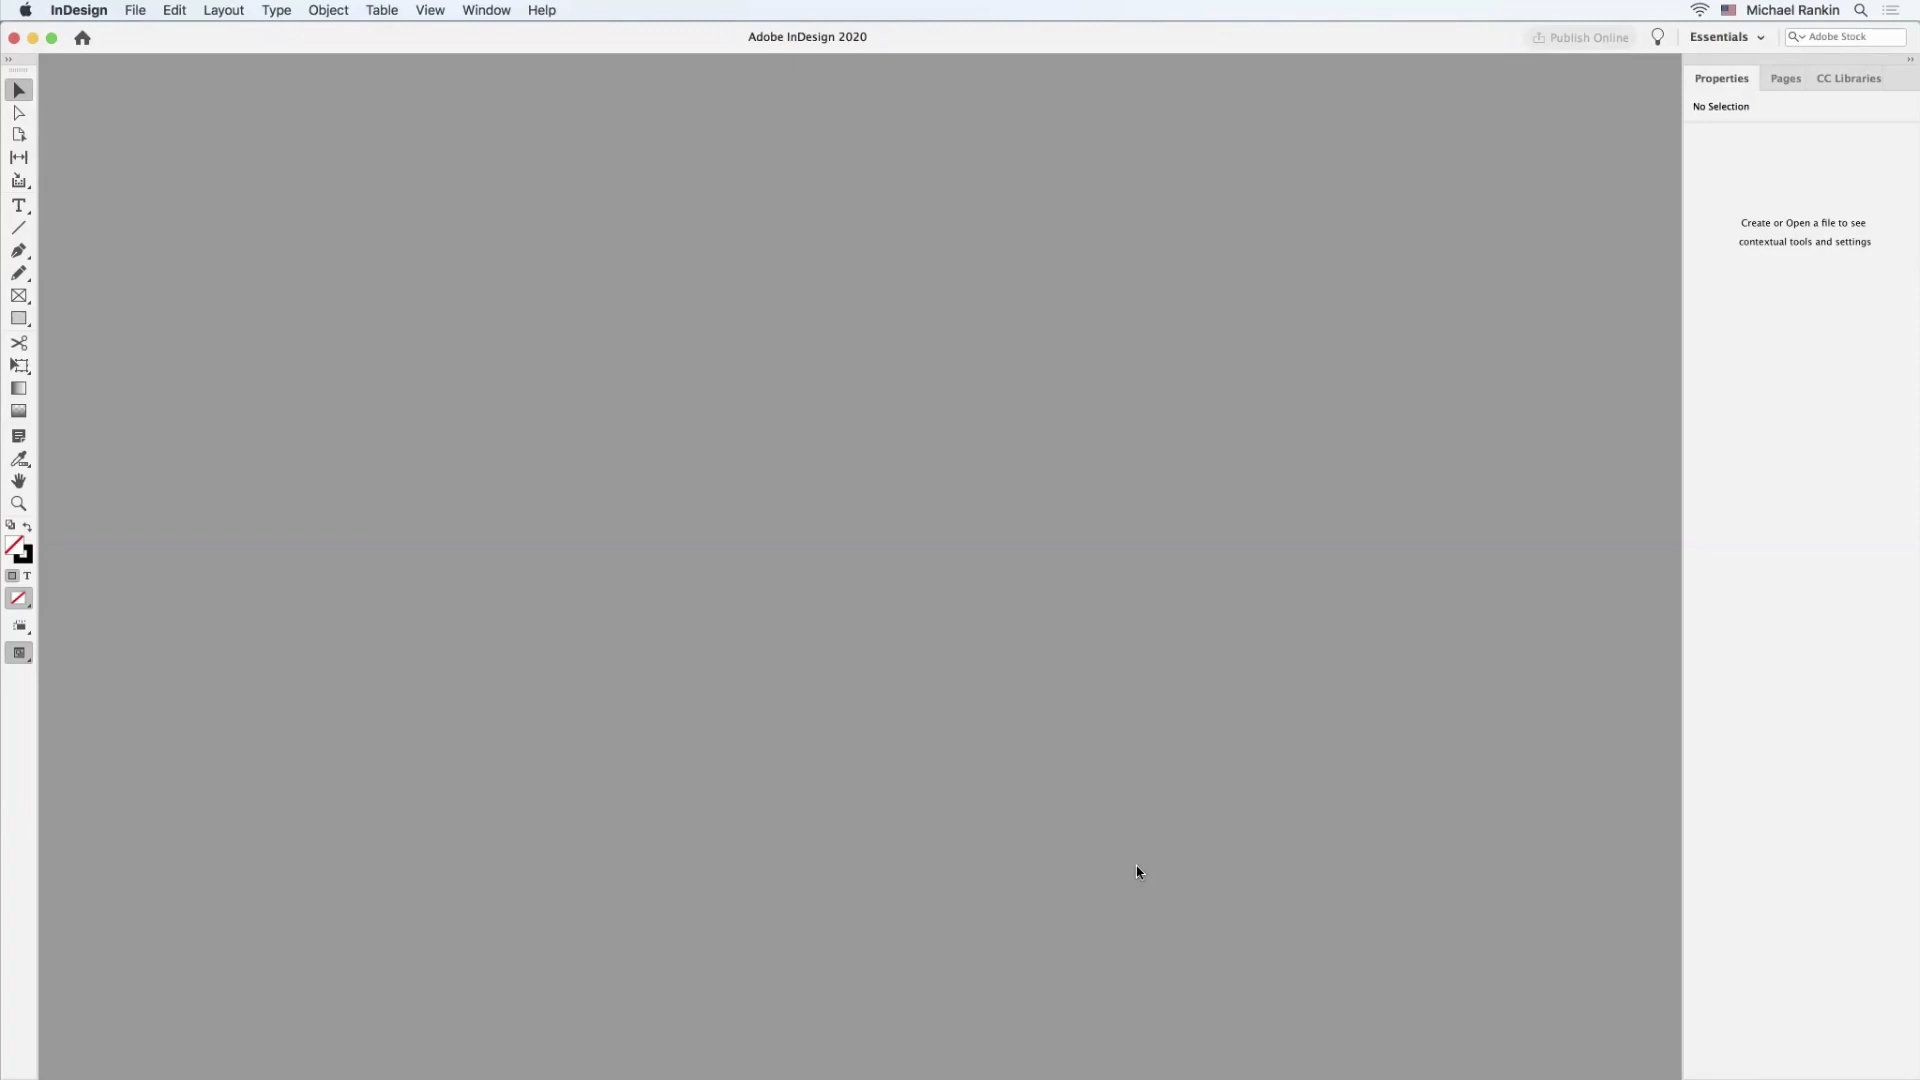 InDesign File Edit Layout Type Object Table View Window Help Michael Rankin
Adobe InDesign 2020 Publish Online Essentials Adobe Stock
Properties Pages CC Libraries
No Selection
Create or Open a file to see
contextual tools and settings
T
T